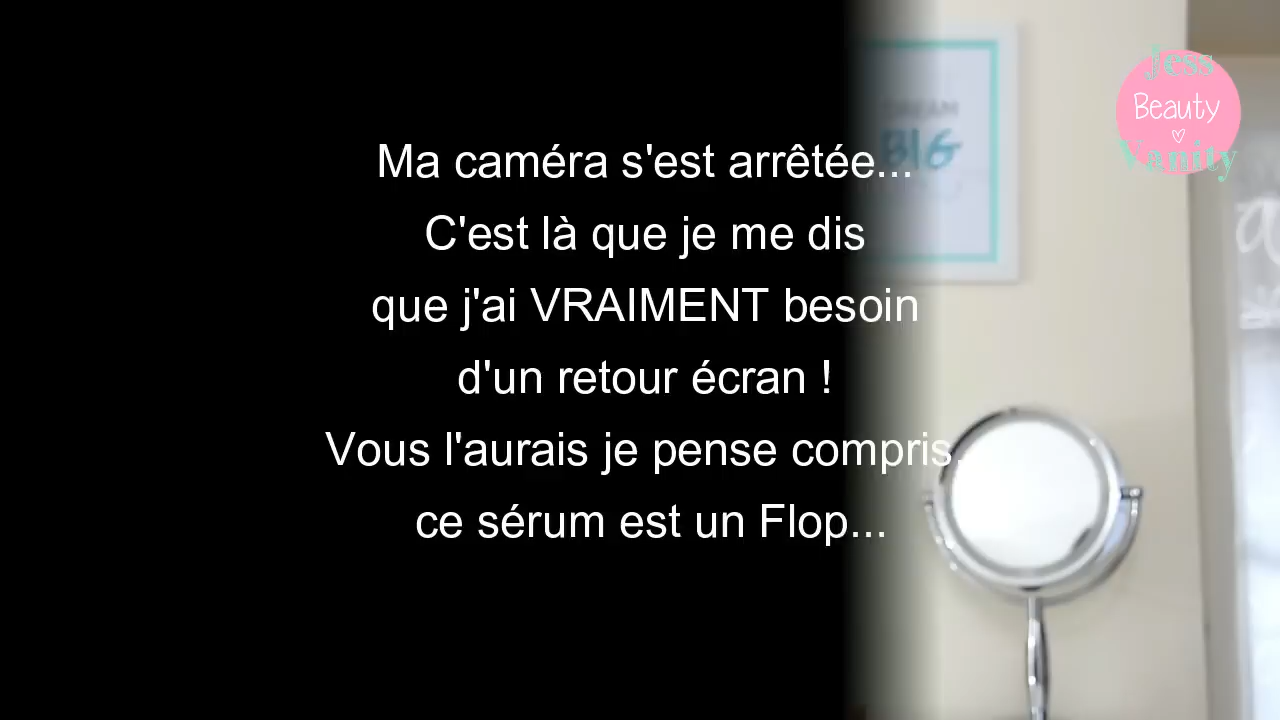 Ma caméra s'est arrêtée...
C'est là que je me dis
que j'ai VRAIMENT besoin
d'un retour écran !
Vous l'aurais je pense compris,
ce sérum est un Flop...
Jess
Beauty
Vanity
DREAM
BIG